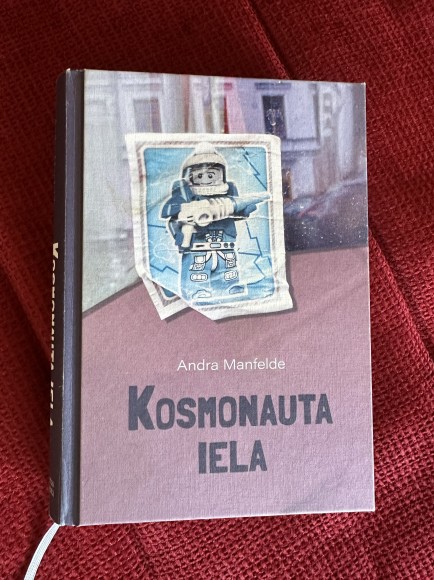 Andra Manfelde
KOSMONAUTA
IELA
KOSMONAUTA IELA